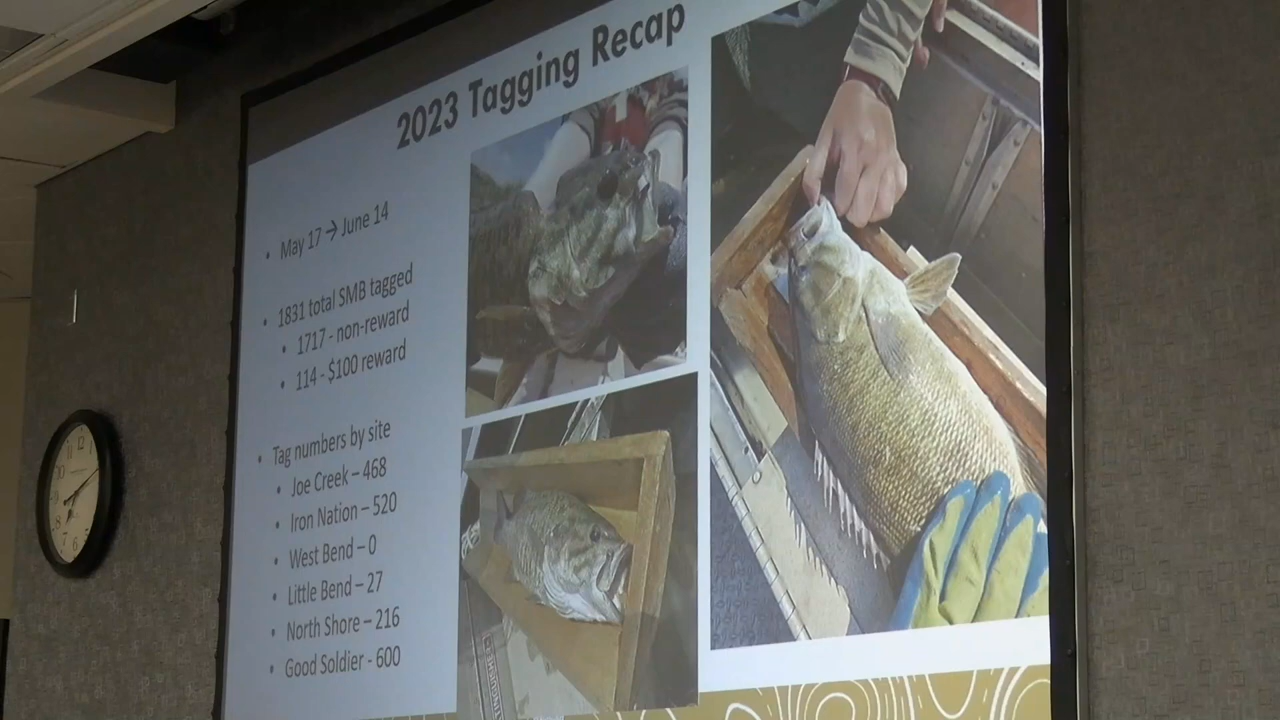 2023 Tagging Recap
• May 17 → June 14
• 1831 total SMB tagged
• 1717 - non-reward
• 114 - $100 reward
• Tag numbers by site
• Joe Creek – 468
• Iron Nation – 520
• West Bend – 0
• Little Bend – 27
• North Shore – 216
• Good Soldier - 600